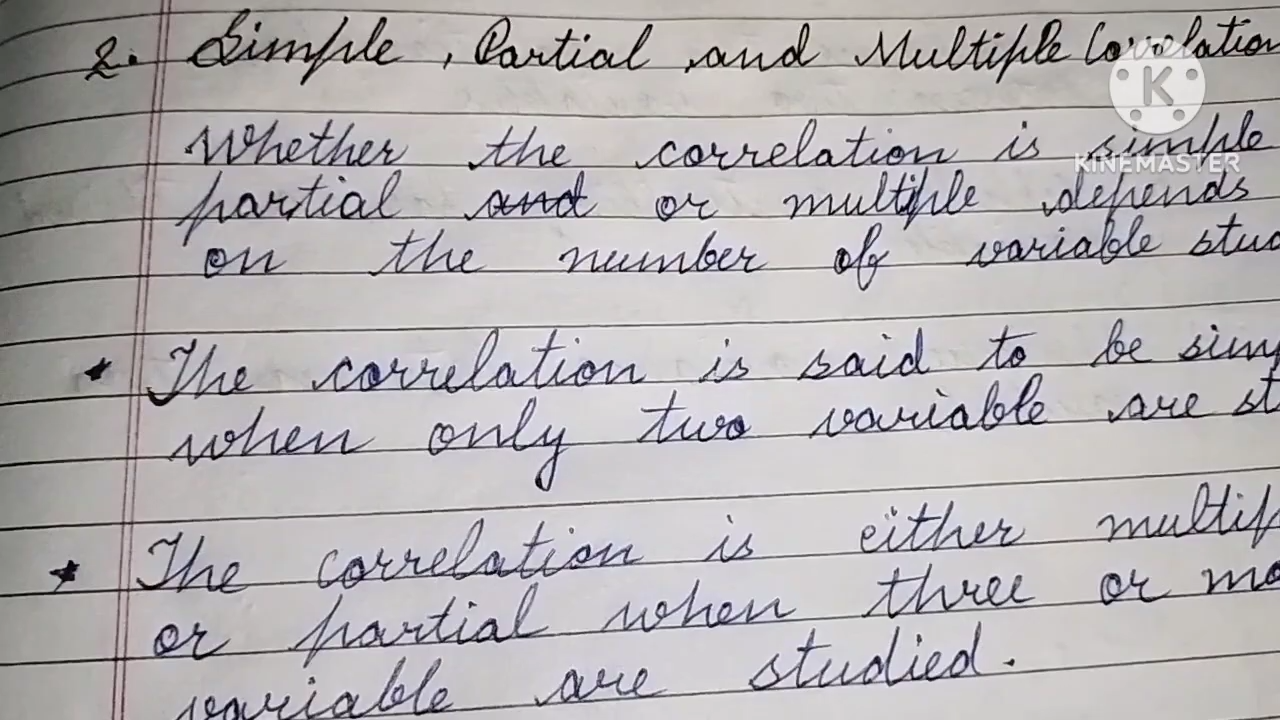 2. Simple, Partial and Multiple Correlation
K
KINEMASTER
Whether the correlation is simple
partial and or multiple depends
on the number of variable stud
* The correlation is said to be sim
when only two variable are st
* The correlation is either multip
or partial when three or mo
variable are studied.